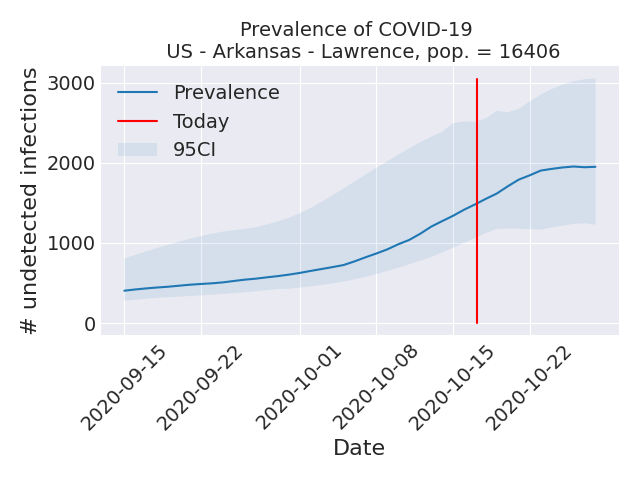 Prevalence of COVID-19
US - Arkansas - Lawrence, pop. = 16406
# undetected infections
3000
2000
1000
0
Prevalence
Today
95CI
2020-09-15
2020-09-22
2020-10-01
2020-10-08
2020-10-15
2020-10-22
Date